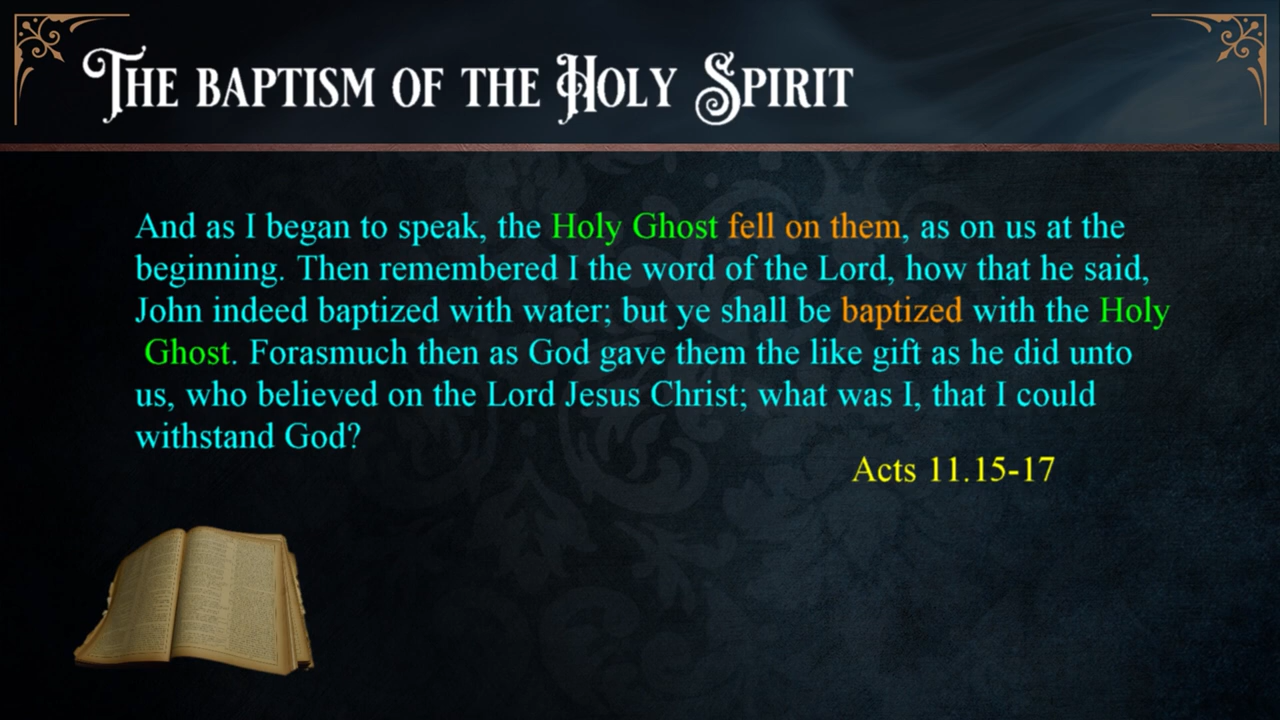 The baptism of the Holy Spirit
And as I began to speak, the Holy Ghost fell on them, as on us at the
beginning. Then remembered I the word of the Lord, how that he said,
John indeed baptized with water; but ye shall be baptized with the Holy
Ghost. Forasmuch then as God gave them the like gift as he did unto
us, who believed on the Lord Jesus Christ; what was I, that I could
withstand God?
Acts 11.15-17